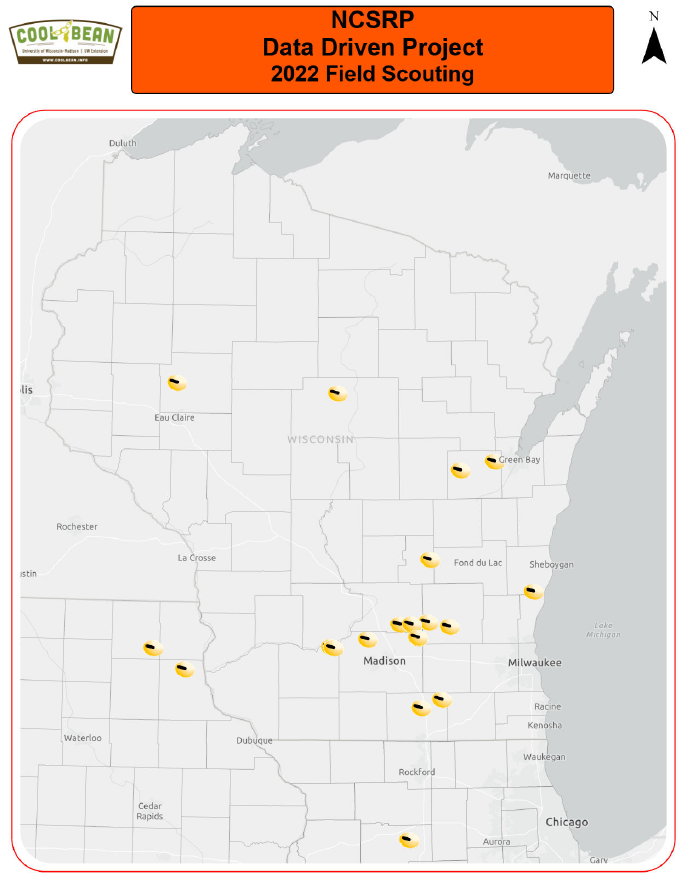 COOL BEAN
University of Wisconsin-Madison | UW Extension
WWW.COOLBEAN.INFO
NCSRP
Data Driven Project
2022 Field Scouting
N
Duluth
Marquette
lis
Eau Claire
WISCONSIN
Green Bay
Rochester
La Crosse
Fond du Lac
Sheboygan
stin
Lake
Michigan
Madison
Milwaukee
Racine
Kenosha
Waterloo
Dubuque
Waukegan
Rockford
Cedar
Rapids
Chicago
Aurora
Gary